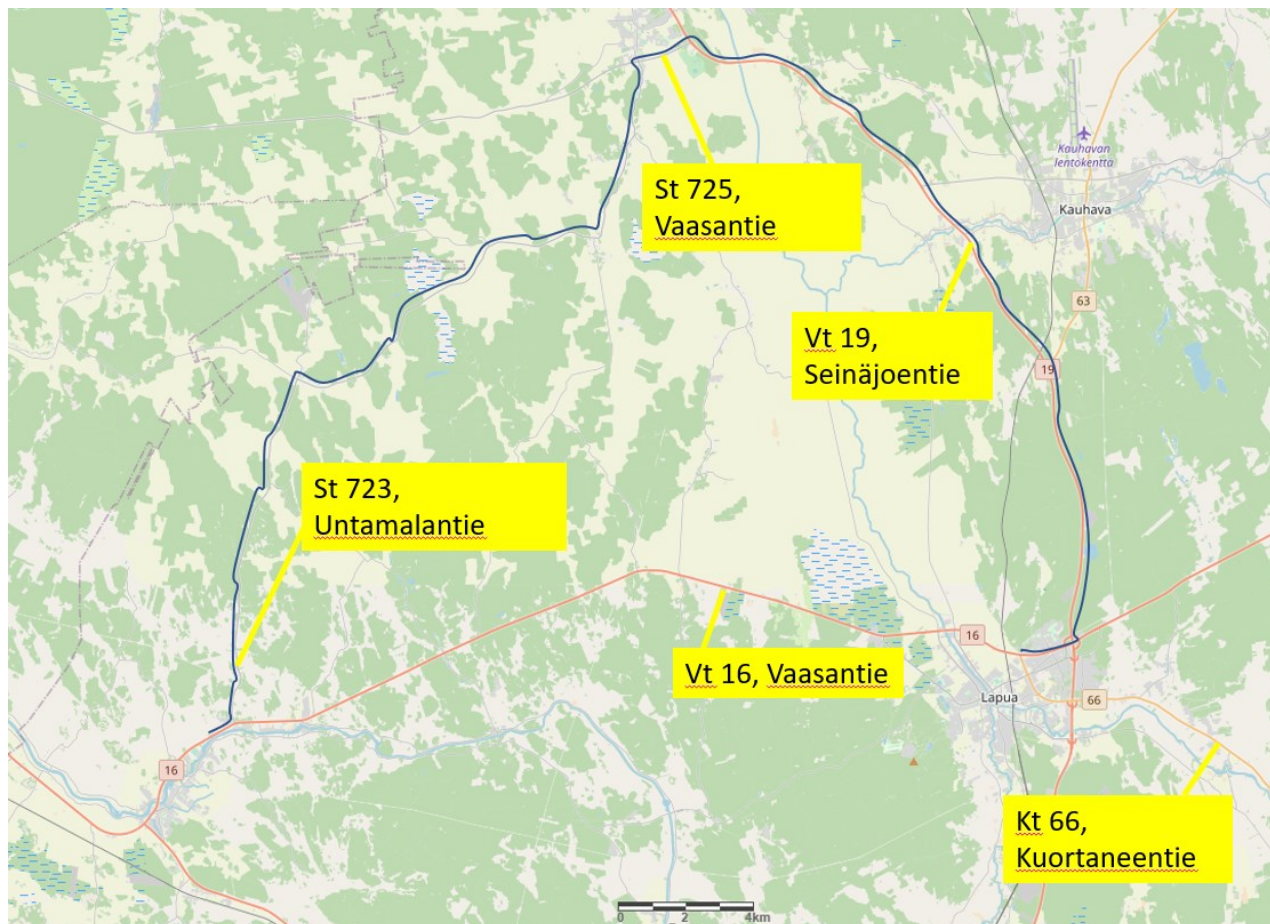 St 725,
Vaasantie
Kauhavan
lentokenttä
Kauhava
Vt 19,
Seinäjoentie
63
19
St 723,
Untamalantie
16
Vt 16, Vaasantie
Lapua
66
16
Kt 66,
Kuortaneentie
0 2 4km